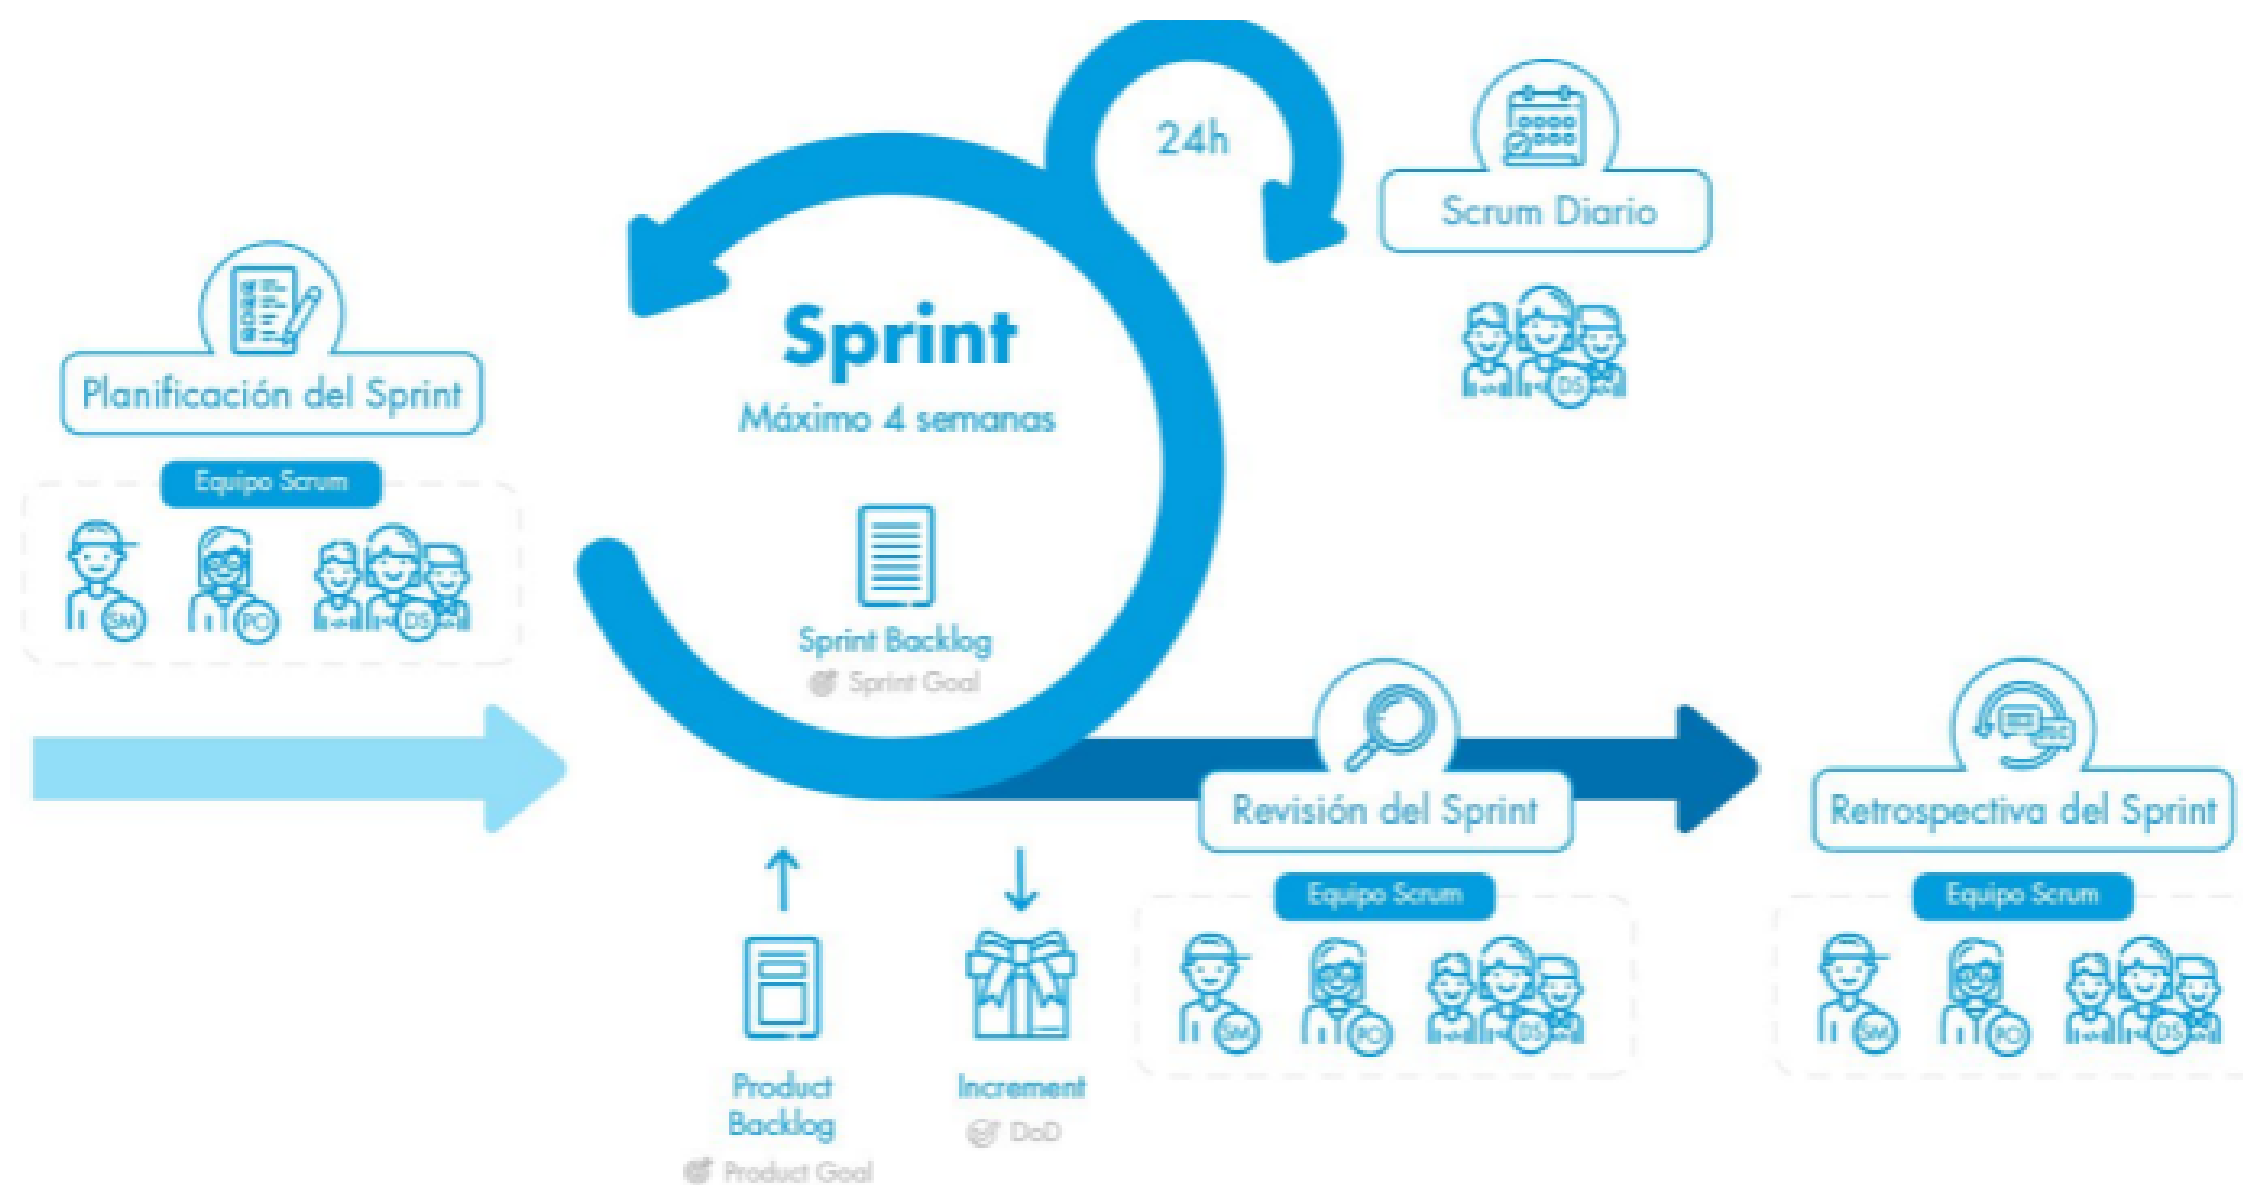 24h
Scrum Diario
DS
Sprint
Máximo 4 semanas
Planificación del Sprint
Equipo Scrum
SM
PO
DS
Sprint Backlog
Sprint Goal
Revisión del Sprint
Equipo Scrum
SM
PO
DS
Retrospectiva del Sprint
Equipo Scrum
SM
PO
DS
Product
Backlog
Product Goal
Increment
DoD